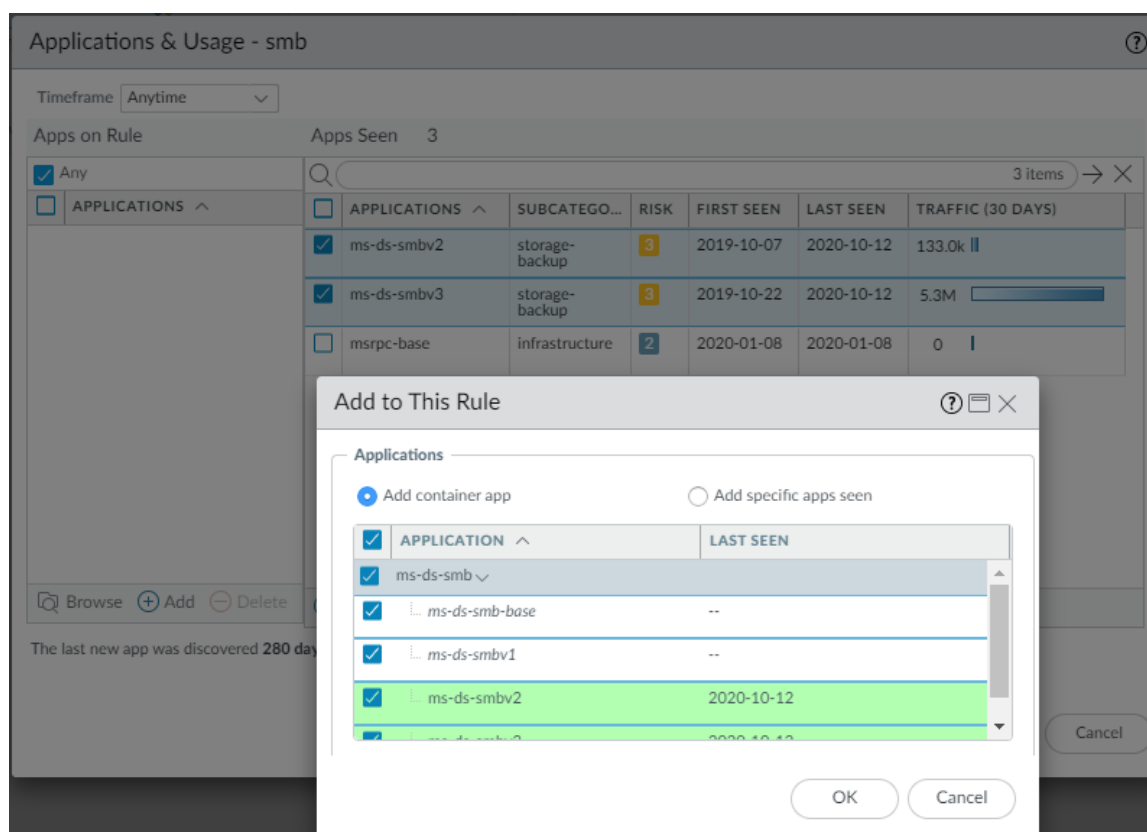 Applications & Usage - smb
Timeframe Anytime
Apps on Rule
Apps Seen 3
Any
3 items
APPLICATIONS
APPLICATIONS SUBCATEGO... RISK FIRST SEEN LAST SEEN TRAFFIC (30 DAYS)
ms-ds-smbv2 storage-backup 3 2019-10-07 2020-10-12 133.0k
ms-ds-smbv3 storage-backup 3 2019-10-22 2020-10-12 5.3M
msrpc-base infrastructure 2 2020-01-08 2020-01-08 0
Browse Add Delete
The last new app was discovered 280 day
Cancel
Add to This Rule
Applications
Add container app Add specific apps seen
APPLICATION LAST SEEN
ms-ds-smb
ms-ds-smb-base --
ms-ds-smbv1 --
ms-ds-smbv2 2020-10-12
OK Cancel